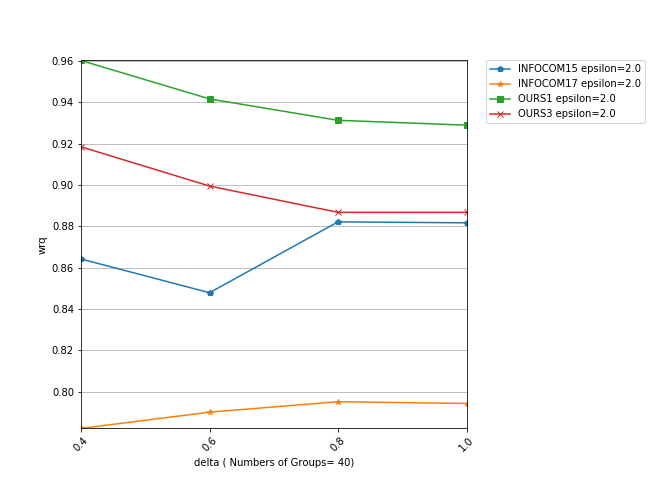 0.96
0.94
0.92
0.90
0.88
0.86
0.84
0.82
0.80
wrq
0.4
0.6
0.8
1.0
delta ( Numbers of Groups= 40)
INFOCOM15 epsilon=2.0
INFOCOM17 epsilon=2.0
OURS1 epsilon=2.0
OURS3 epsilon=2.0